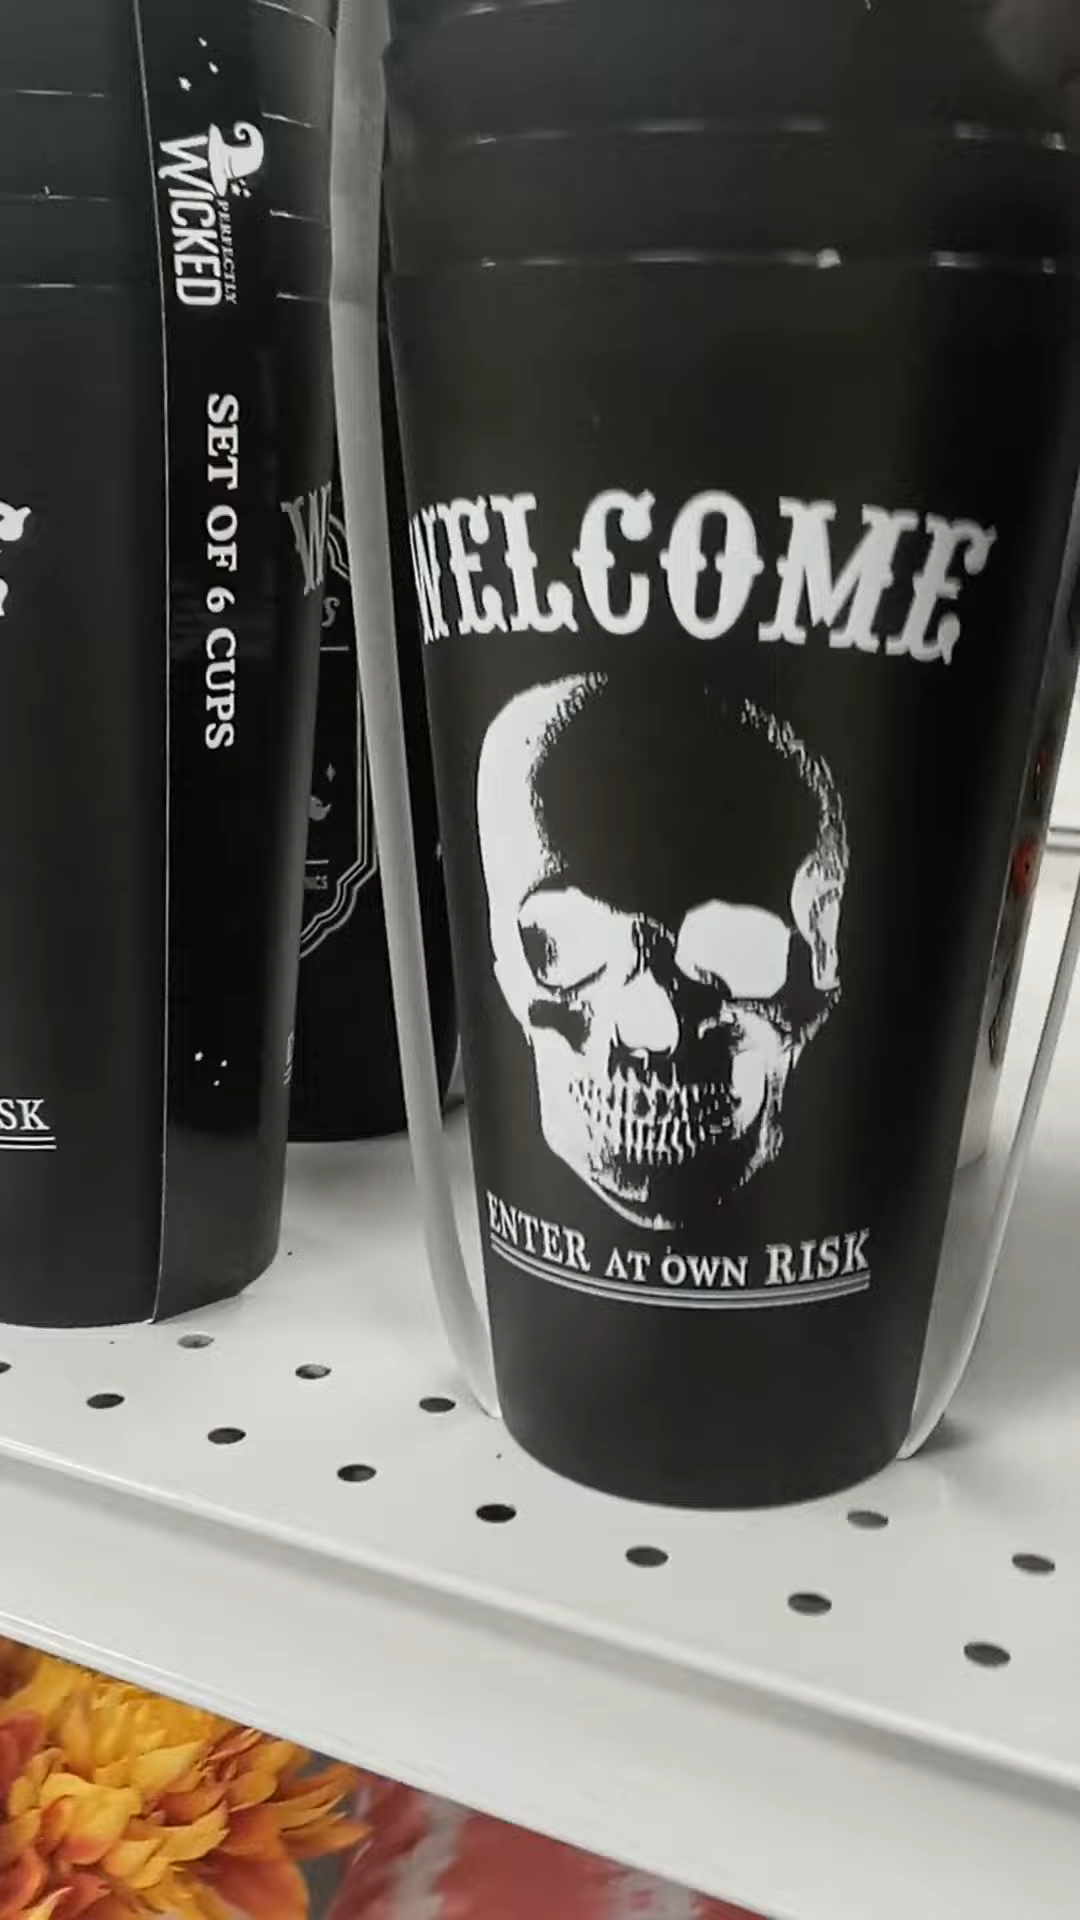 PERFECTLY
WICKED
SET OF 6 CUPS
WELCOME
ENTER AT OWN RISK
SK